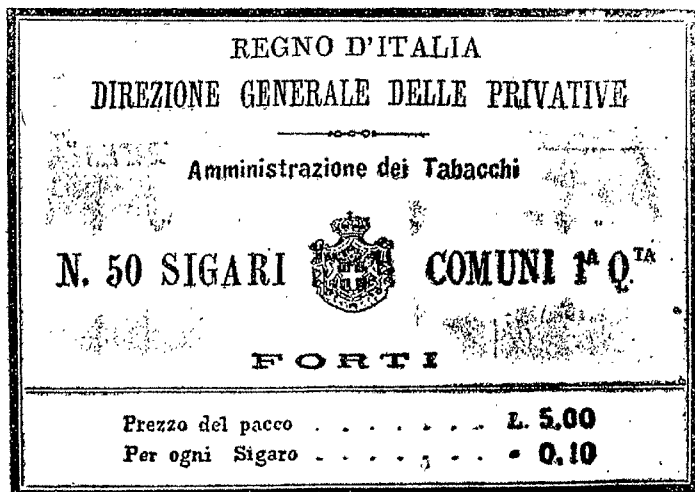 REGNO D'ITALIA
DIREZIONE GENERALE DELLE PRIVATIVE
Amministrazione dei Tabacchi
N. 50 SIGARI COMUNI 1ª Q.TA
FORTI
Prezzo del pacco . . . . . . . L. 5.00
Per ogni Sigaro . . . . . . . " 0.10